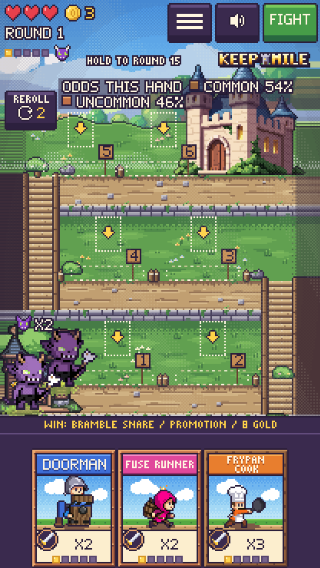 3
ROUND 1
FIGHT
HOLD TO ROUND 15
KEEP MILE
ODDS THIS HAND COMMON 54%
UNCOMMON 46%
REROLL
2
5
6
4
3
X2
1
2
WIN: BRAMBLE SNARE / PROMOTION / 8 GOLD
DOORMAN
FUSE RUNNER
FRYPAN
COOK
X2
X2
X3